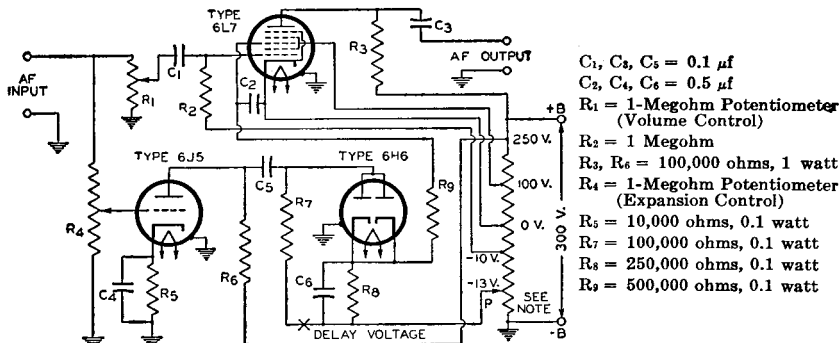 TYPE
6L7
C3
R3
AF OUTPUT
AF
INPUT
C1
R1
R2
C2
+B
250 V.
TYPE 6J5
C5
TYPE 6H6
R9
100 V.
R7
R4
0 V.
300 V.
R6
-10 V.
C4
R5
C6
R8
-13 V.
P
SEE
NOTE
DELAY VOLTAGE
-B
C1, C3, C5 = 0.1 μf
C2, C4, C6 = 0.5 μf
R1 = 1-Megohm Potentiometer
(Volume Control)
R2 = 1 Megohm
R3, R6 = 100,000 ohms, 1 watt
R4 = 1-Megohm Potentiometer
(Expansion Control)
R5 = 10,000 ohms, 0.1 watt
R7 = 100,000 ohms, 0.1 watt
R8 = 250,000 ohms, 0.1 watt
R9 = 500,000 ohms, 0.1 watt